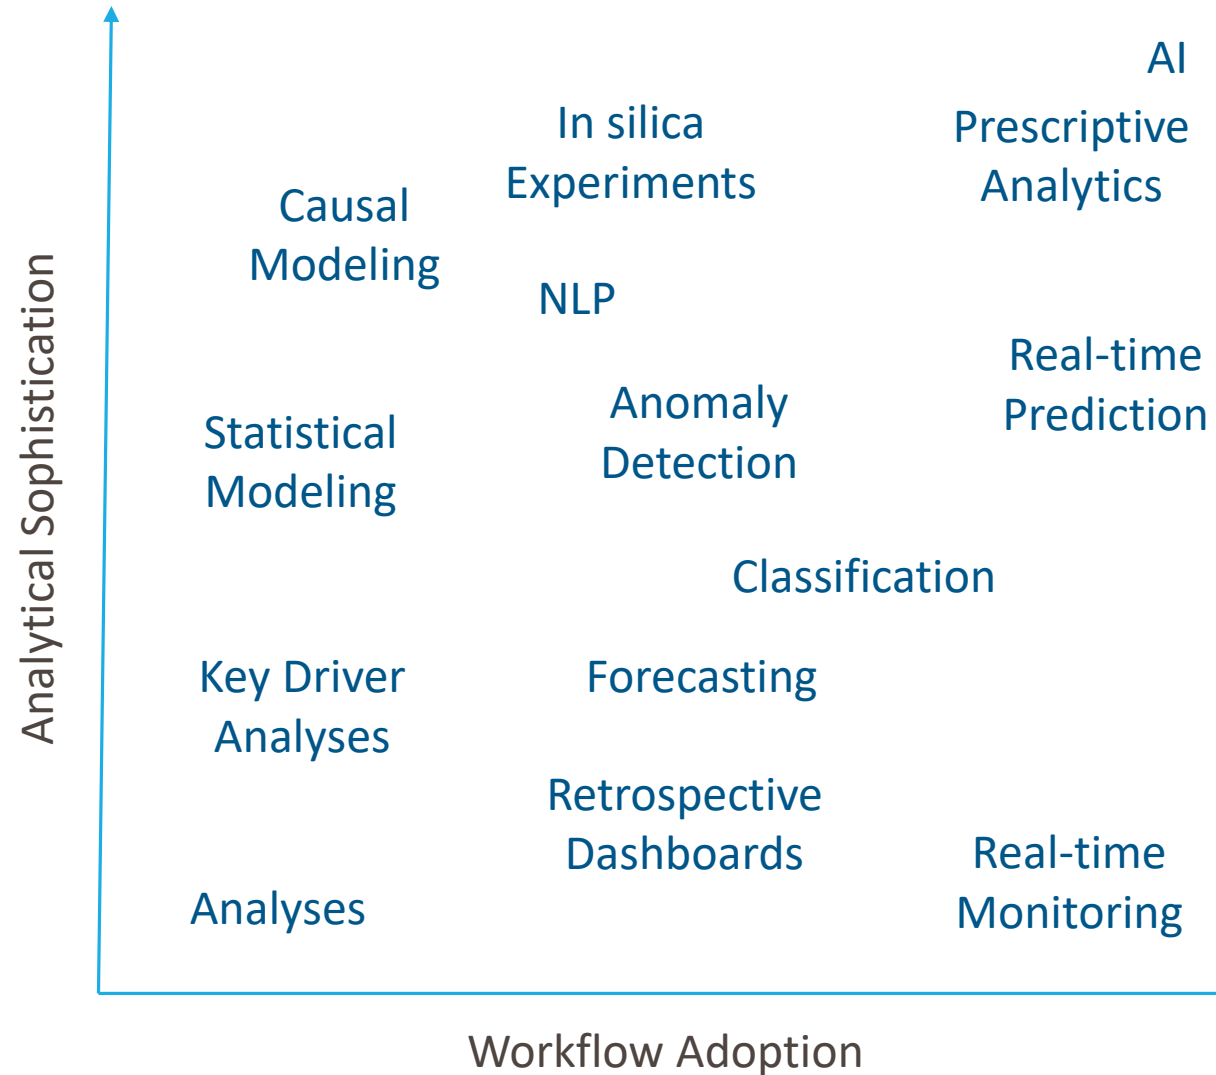 AI
In silica
Experiments
Prescriptive
Analytics
Causal
Modeling
NLP
Real-time
Prediction
Anomaly
Detection
Statistical
Modeling
Classification
Key Driver
Analyses
Forecasting
Retrospective
Dashboards
Real-time
Monitoring
Analyses
Analytical Sophistication
Workflow Adoption